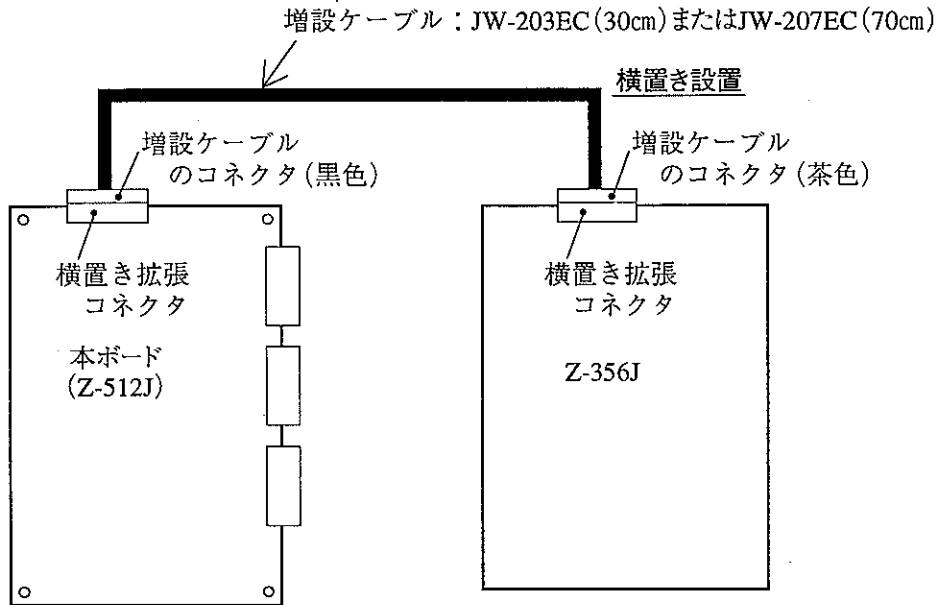 増設ケーブル：JW-203EC(30㎝)またはJW-207EC(70㎝)
横置き設置
増設ケーブル
のコネクタ(黒色)
増設ケーブル
のコネクタ(茶色)
横置き拡張
コネクタ
横置き拡張
コネクタ
本ボード
(Z-512J)
Z-356J